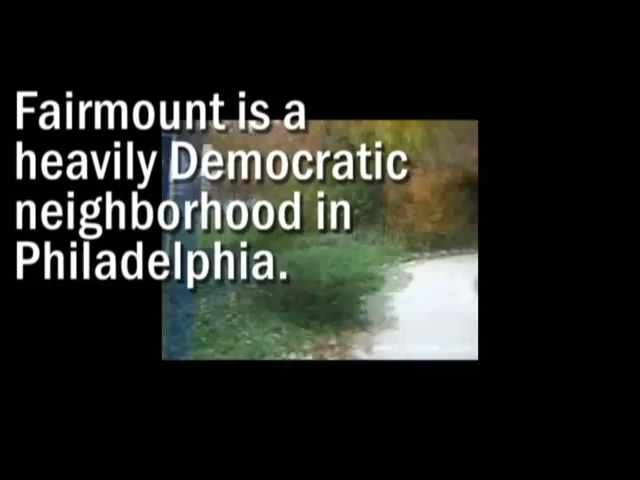 Fairmount is a
heavily Democratic
neighborhood in
Philadelphia.